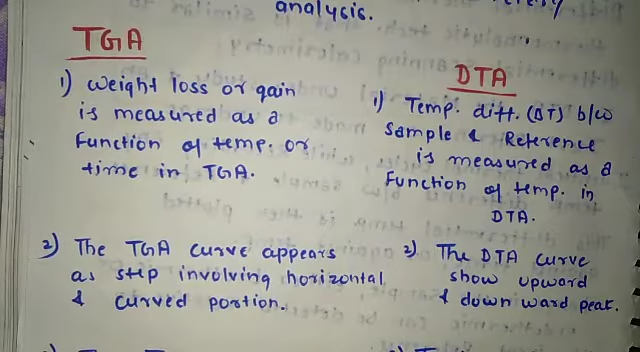 analysis.
TGA
1) weight loss or gain
is measured as a
Function of temp. or
time in TGA.
DTA
1) Temp. diff. (ΔT) b/w
Sample & Reference
is measured as a
Function of temp. in
DTA.
2) The TGA curve appears
as step involving horizontal
& curved portion.
2) The DTA curve
show upward
& down ward peak.